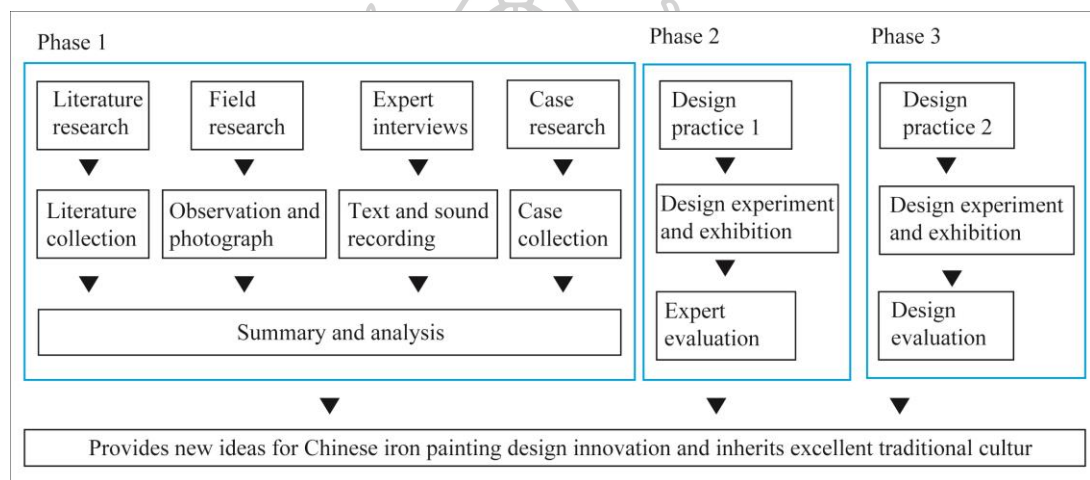 Phase 1
Literature
research
Field
research
Expert
interviews
Case
research
Literature
collection
Observation and
photograph
Text and sound
recording
Case
collection
Summary and analysis
Phase 2
Design
practice 1
Design experiment
and exhibition
Expert
evaluation
Phase 3
Design
practice 2
Design experiment
and exhibition
Design
evaluation
Provides new ideas for Chinese iron painting design innovation and inherits excellent traditional cultur